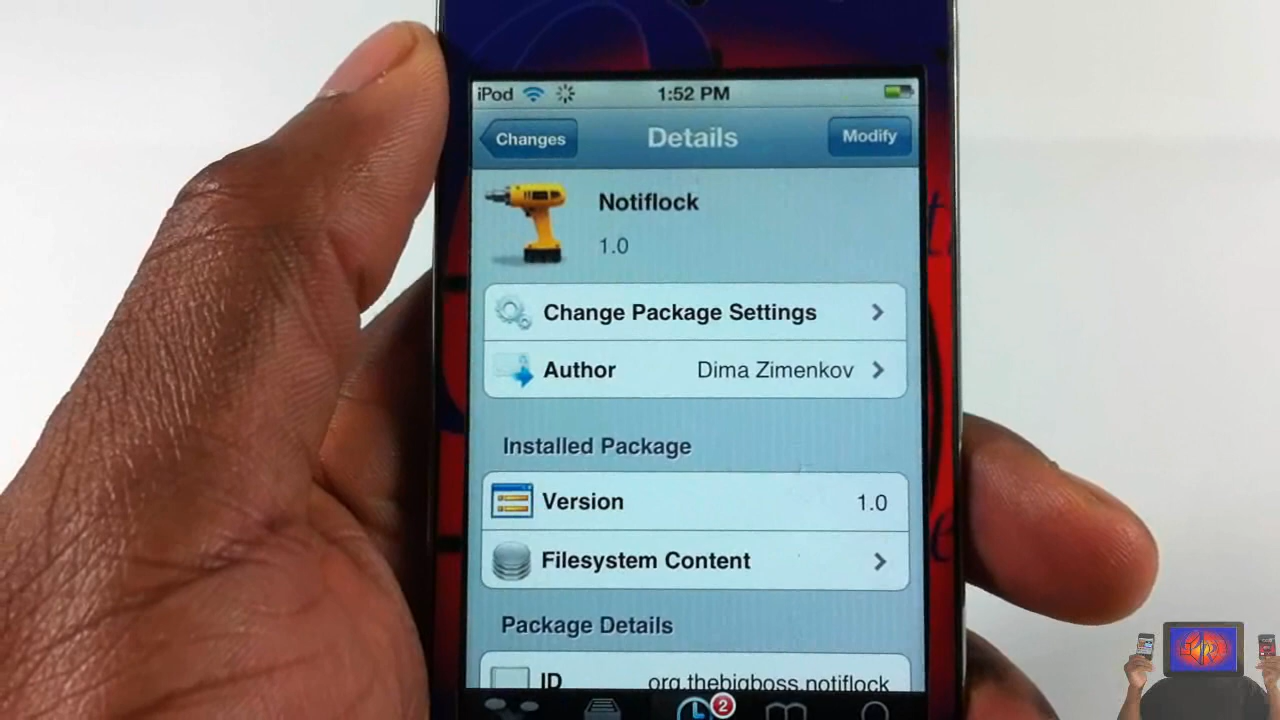 iPod 1:52 PM
Changes Details Modify
Notiflock
1.0
Change Package Settings
Author Dima Zimenkov
Installed Package
Version 1.0
Filesystem Content
Package Details
ID org.thebigboss.notiflock
2